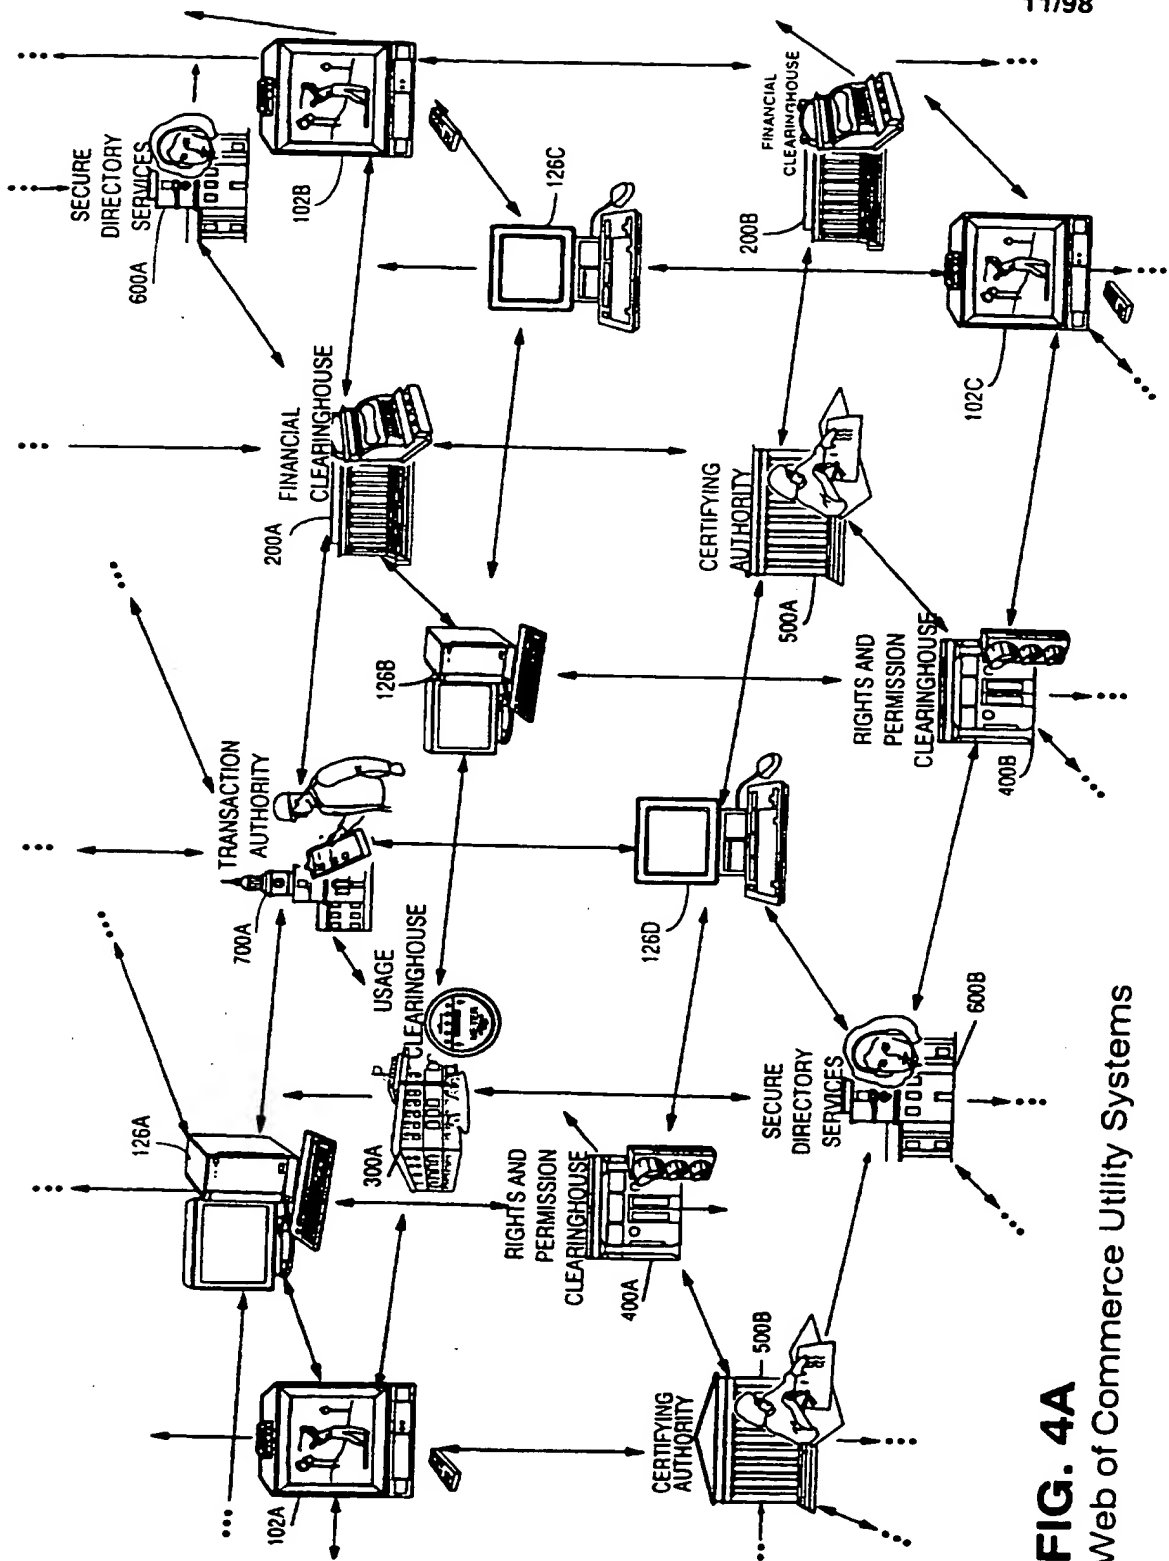 11/98
SECURE
DIRECTORY
SERVICES
600A
102B
126C
FINANCIAL
CLEARINGHOUSE
200B
FINANCIAL
CLEARINGHOUSE
200A
102C
CERTIFYING
AUTHORITY
500A
126B
RIGHTS AND
PERMISSION
CLEARINGHOUSE
400B
TRANSACTION
AUTHORITY
700A
126D
USAGE
CLEARINGHOUSE
METER
300A
SECURE
DIRECTORY
SERVICES
600B
126A
RIGHTS AND
PERMISSION
CLEARINGHOUSE
400A
CERTIFYING
AUTHORITY
500B
102A
FIG. 4A
Web of Commerce Utility Systems